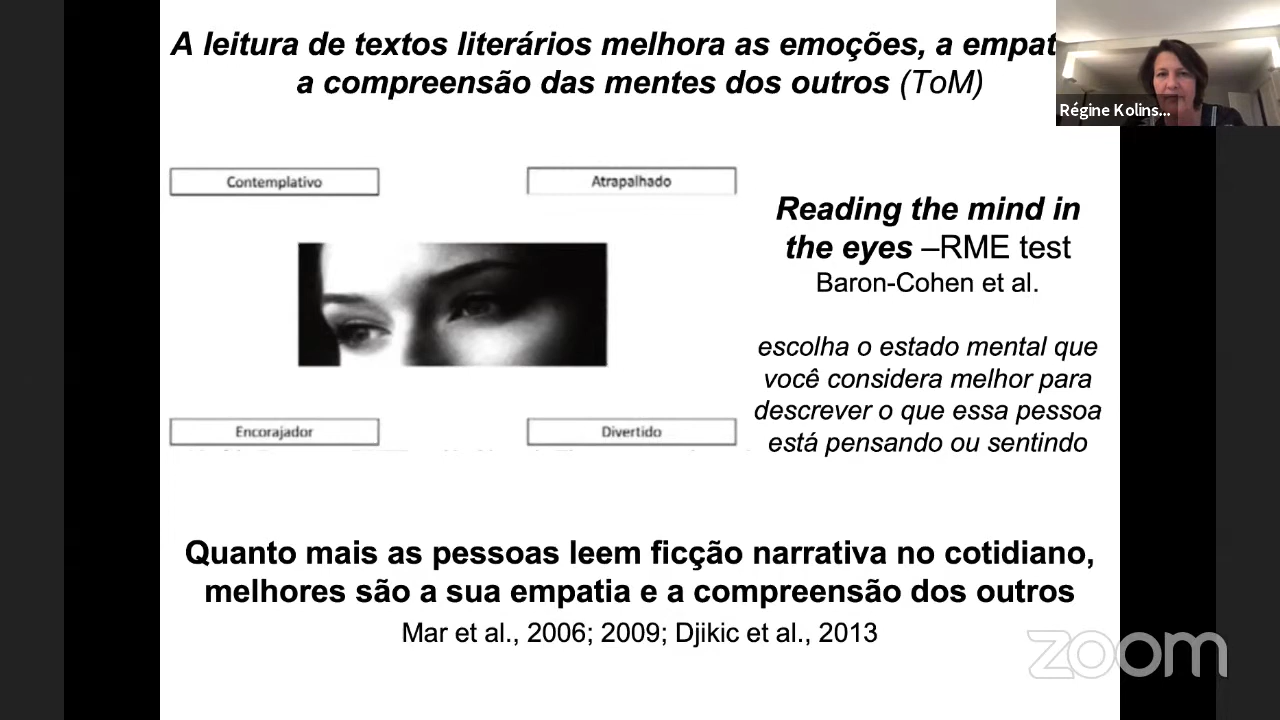 A leitura de textos literários melhora as emoções, a empat
a compreensão das mentes dos outros (ToM)
Régine Kolins...
Contemplativo
Atrapalhado
Encorajador
Divertido
Reading the mind in
the eyes –RME test
Baron-Cohen et al.
escolha o estado mental que
você considera melhor para
descrever o que essa pessoa
está pensando ou sentindo
Quanto mais as pessoas leem ficção narrativa no cotidiano,
melhores são a sua empatia e a compreensão dos outros
Mar et al., 2006; 2009; Djikic et al., 2013
zoom